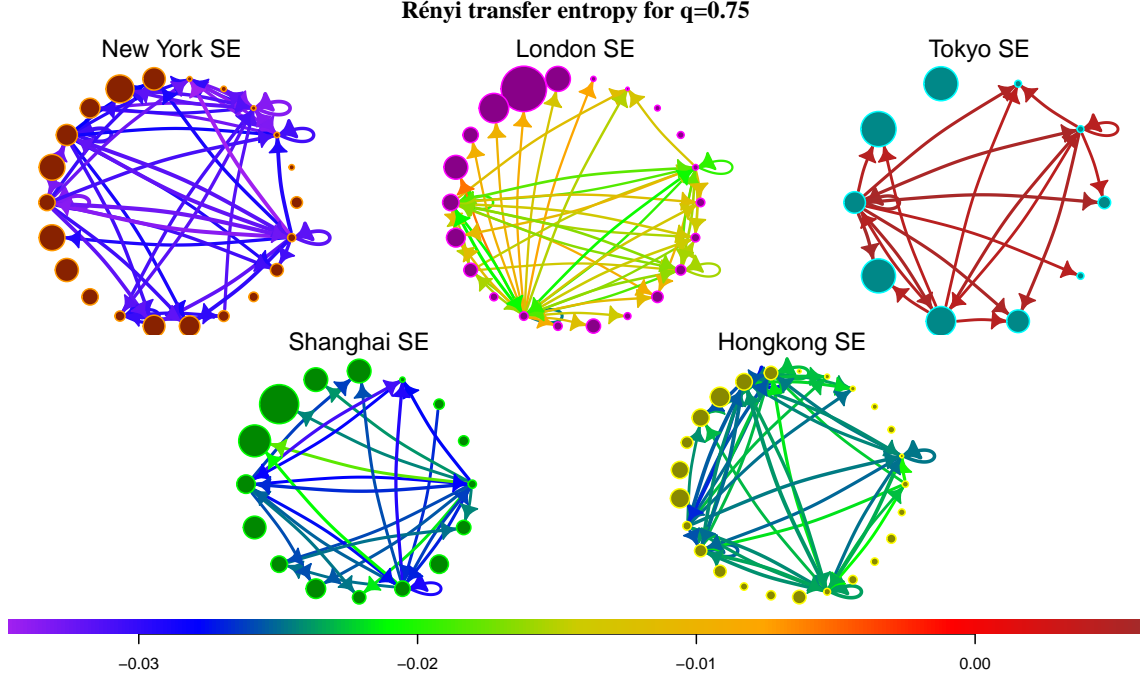 Rényi transfer entropy for q=0.75
New York SE
London SE
Tokyo SE
Shanghai SE
Hongkong SE
−0.03
−0.02
−0.01
0.00